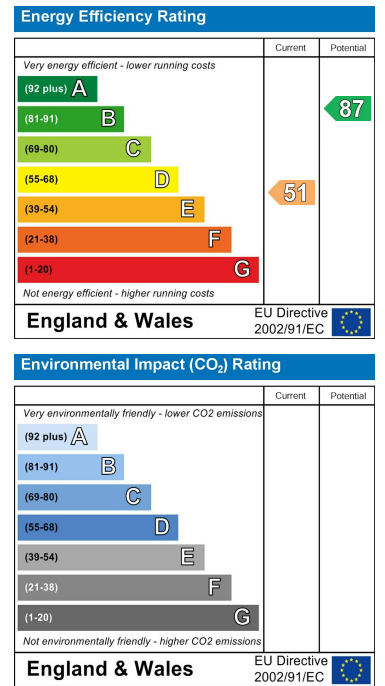 Energy Efficiency Rating
Current Potential
Very energy efficient - lower running costs
(92 plus) A
(81-91) B
87
(69-80) C
(55-68) D
51
(39-54) E
(21-38) F
(1-20) G
Not energy efficient - higher running costs
England & Wales
EU Directive
2002/91/EC
Environmental Impact (CO₂) Rating
Current Potential
Very environmentally friendly - lower CO2 emissions
(92 plus) A
(81-91) B
(69-80) C
(55-68) D
(39-54) E
(21-38) F
(1-20) G
Not environmentally friendly - higher CO2 emissions
England & Wales
EU Directive
2002/91/EC